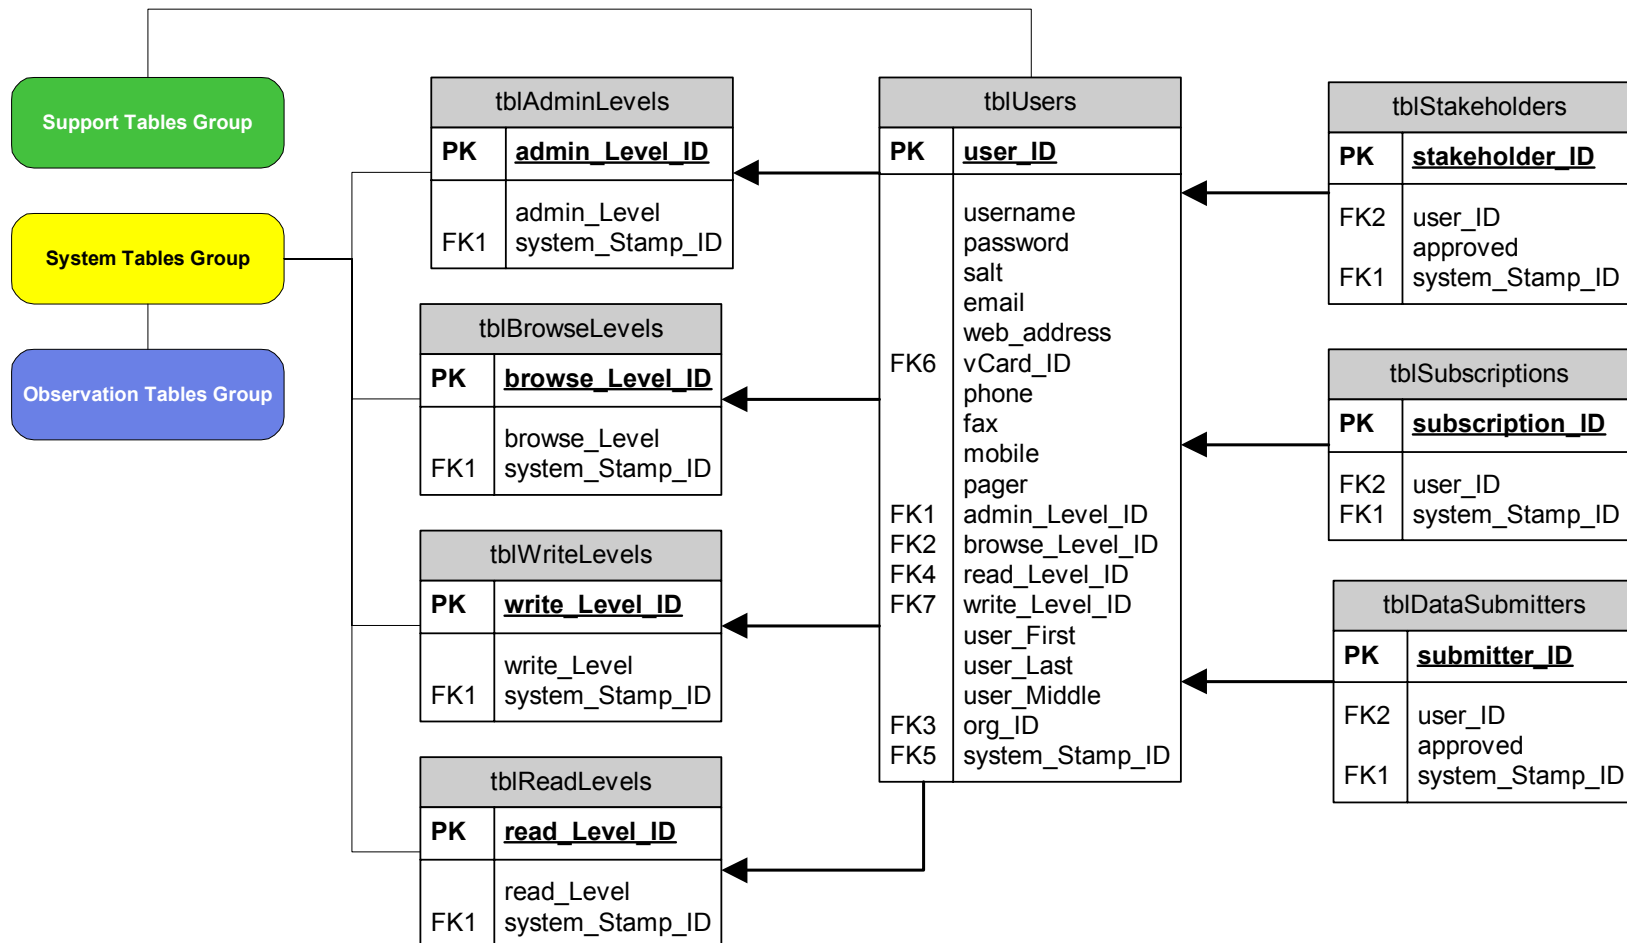 Support Tables Group
System Tables Group
Observation Tables Group
tblAdminLevels
PK admin_Level_ID
admin_Level
FK1 system_Stamp_ID
tblBrowseLevels
PK browse_Level_ID
browse_Level
FK1 system_Stamp_ID
tblWriteLevels
PK write_Level_ID
write_Level
FK1 system_Stamp_ID
tblReadLevels
PK read_Level_ID
read_Level
FK1 system_Stamp_ID
tblUsers
PK user_ID
username
password
salt
email
web_address
FK6 vCard_ID
phone
fax
mobile
pager
FK1 admin_Level_ID
FK2 browse_Level_ID
FK4 read_Level_ID
FK7 write_Level_ID
user_First
user_Last
user_Middle
FK3 org_ID
FK5 system_Stamp_ID
tblStakeholders
PK stakeholder_ID
FK2 user_ID
approved
FK1 system_Stamp_ID
tblSubscriptions
PK subscription_ID
FK2 user_ID
FK1 system_Stamp_ID
tblDataSubmitters
PK submitter_ID
FK2 user_ID
approved
FK1 system_Stamp_ID